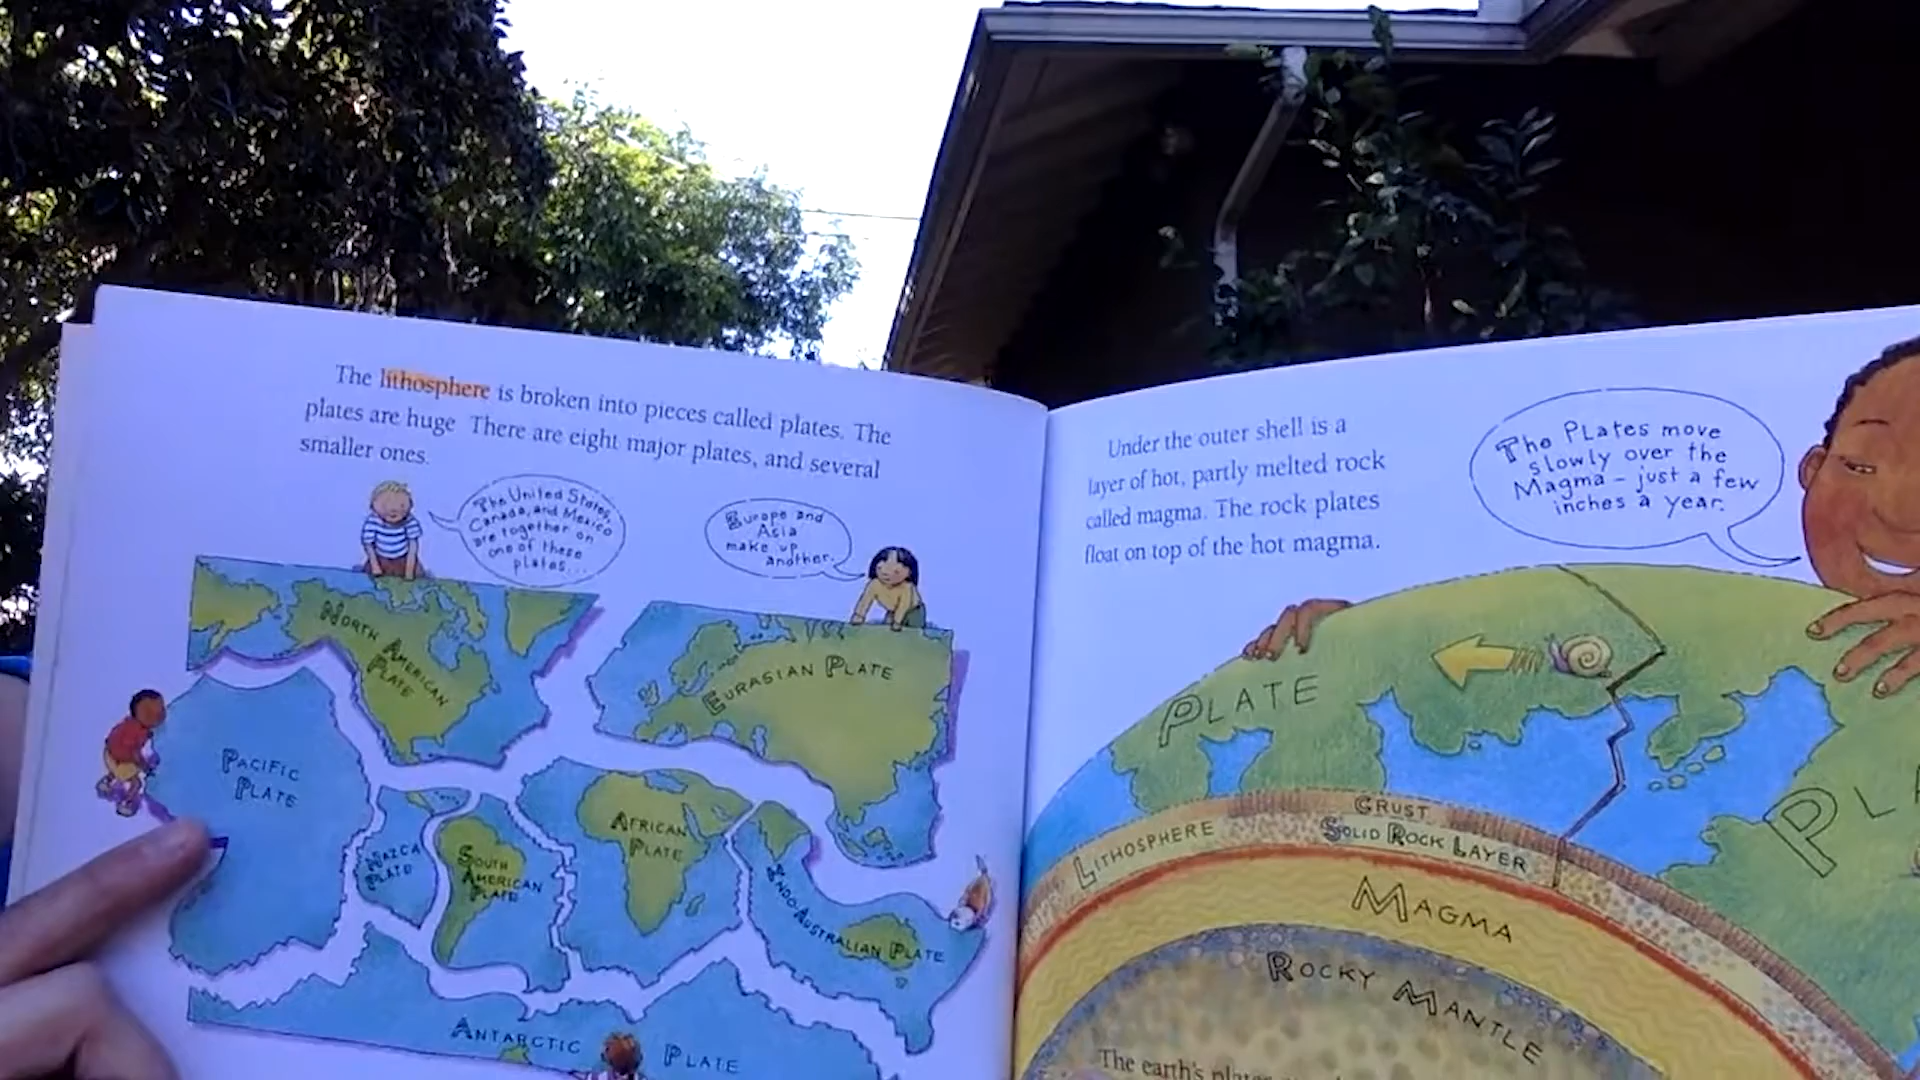 The lithosphere is broken into pieces called plates. The
plates are huge There are eight major plates, and several
smaller ones.
The United States,
Canada, and Mexico
are together on
one of these
plates...
Europe and
Asia
make up
another.
NORTH AMERICAN
PLATE
EURASIAN PLATE
PACIFIC
PLATE
NAZCA
PLATE
SOUTH
AMERICAN
PLATE
AFRICAN
PLATE
INDO-AUSTRALIAN PLATE
ANTARCTIC PLATE
Under the outer shell is a
layer of hot, partly melted rock
called magma. The rock plates
float on top of the hot magma.
The Plates move
slowly over the
Magma – just a few
inches a year.
PLATE
CRUST
LITHOSPHERE
SOLID ROCK LAYER
MAGMA
ROCKY MANTLE
The earth's